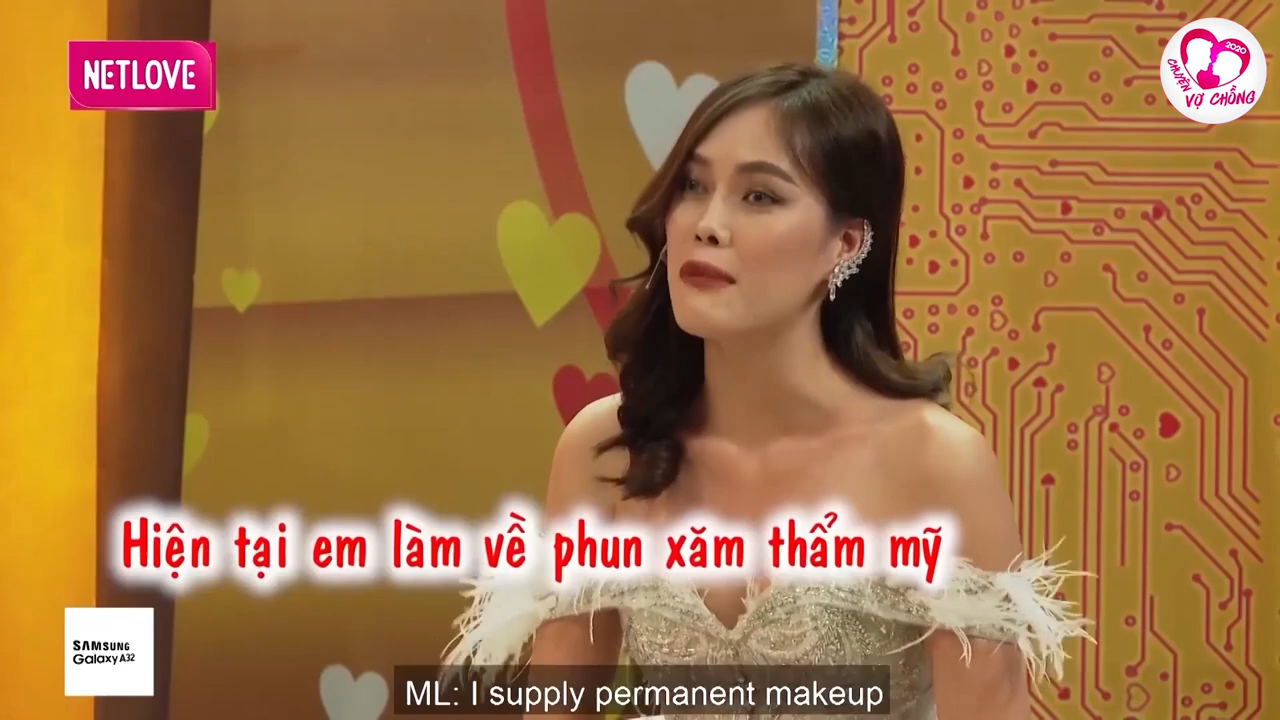 NETLOVE
2020
CHUYỆN
VỢ CHỒNG
Hiện tại em làm về phun xăm thẩm mỹ
SAMSUNG
Galaxy A32
ML: I supply permanent makeup